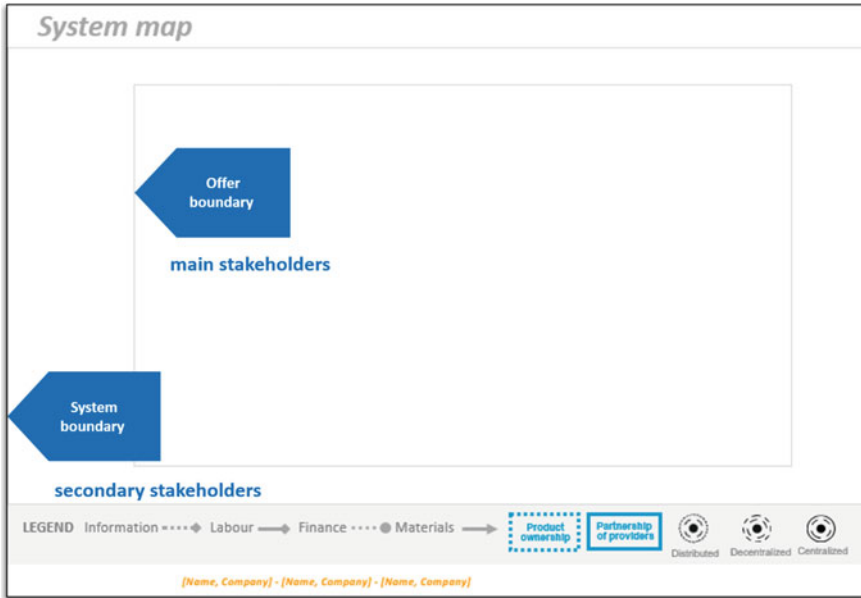 System map
Offer
boundary
main stakeholders
System
boundary
secondary stakeholders
LEGEND Information Labour Finance Materials
Product
ownership
Partnership
of providers
Distributed Decentralized Centralized
[Name, Company] - [Name, Company] - [Name, Company]